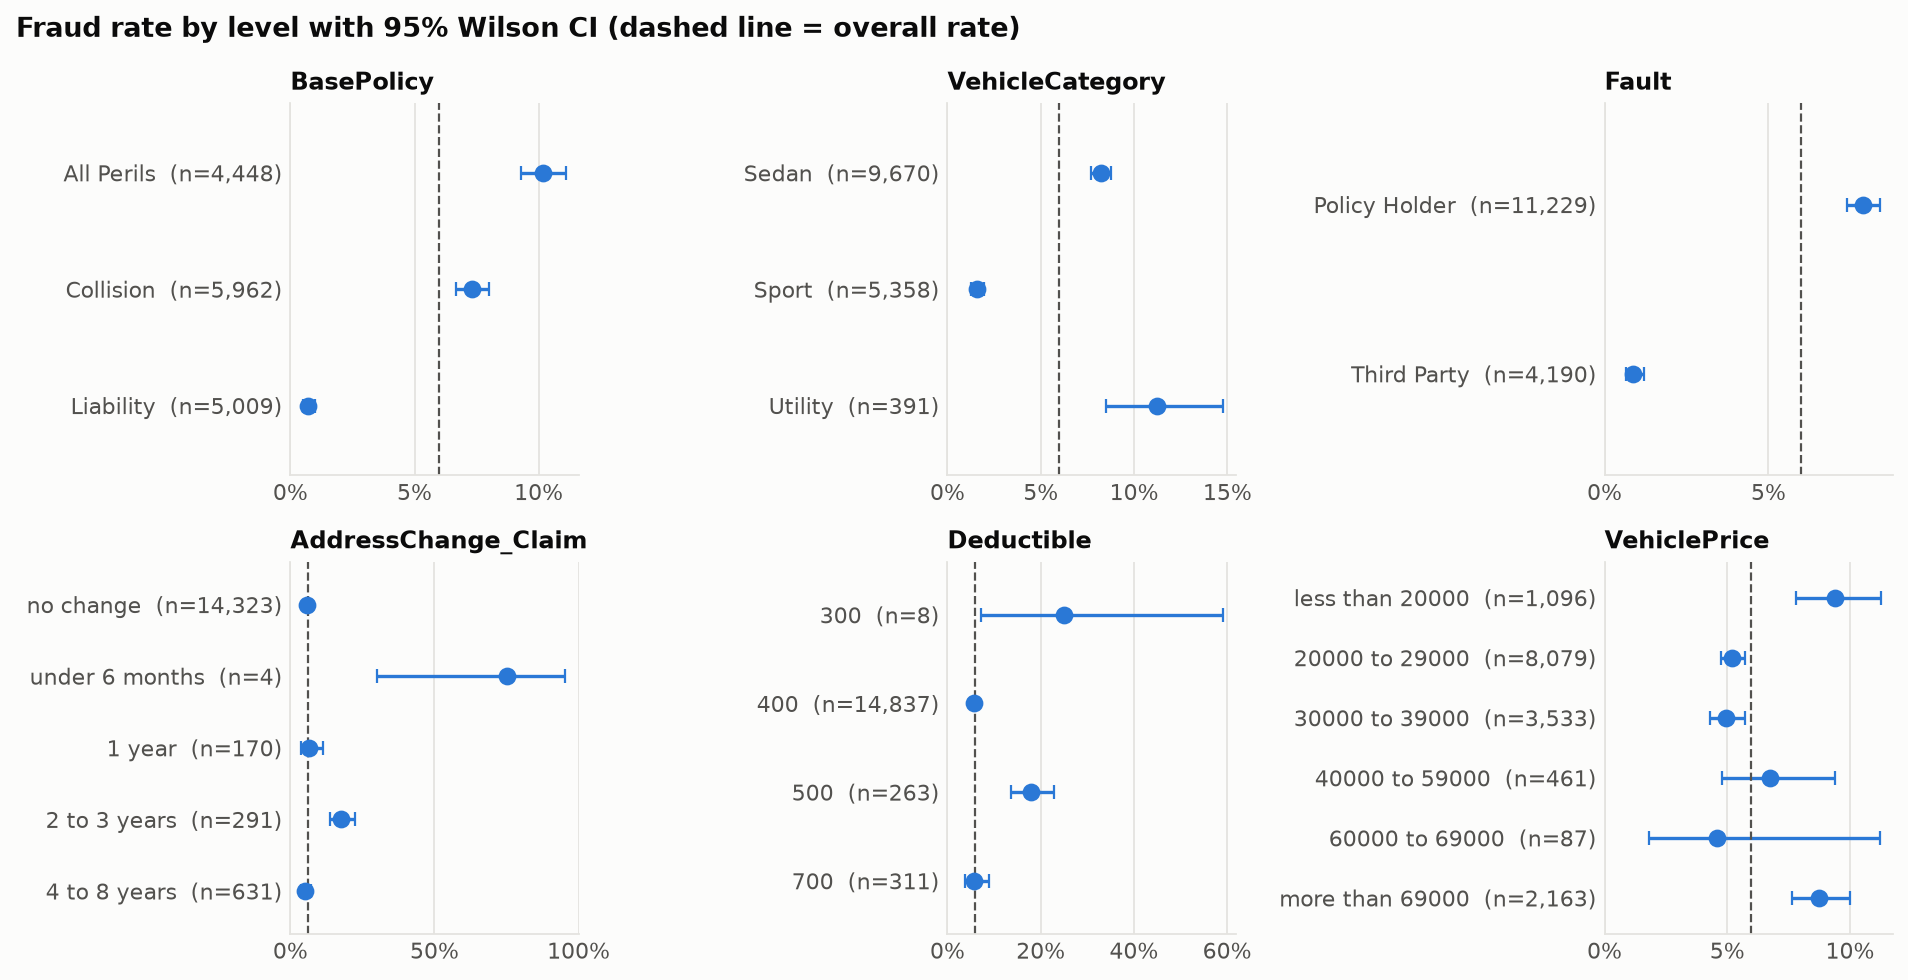 Fraud rate by level with 95% Wilson CI (dashed line = overall rate)
BasePolicy
All Perils (n=4,448)
Collision (n=5,962)
Liability (n=5,009)
0% 5% 10%
VehicleCategory
Sedan (n=9,670)
Sport (n=5,358)
Utility (n=391)
0% 5% 10% 15%
Fault
Policy Holder (n=11,229)
Third Party (n=4,190)
0% 5%
AddressChange_Claim
no change (n=14,323)
under 6 months (n=4)
1 year (n=170)
2 to 3 years (n=291)
4 to 8 years (n=631)
0% 50% 100%
Deductible
300 (n=8)
400 (n=14,837)
500 (n=263)
700 (n=311)
0% 20% 40% 60%
VehiclePrice
less than 20000 (n=1,096)
20000 to 29000 (n=8,079)
30000 to 39000 (n=3,533)
40000 to 59000 (n=461)
60000 to 69000 (n=87)
more than 69000 (n=2,163)
0% 5% 10%